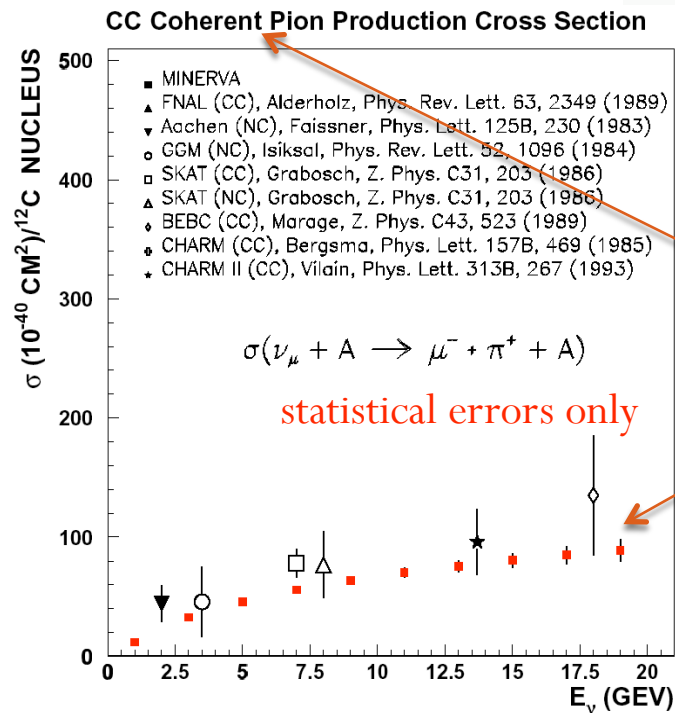 CC Coherent Pion Production Cross Section
σ (10⁻⁴⁰ CM²)/¹²C NUCLEUS
500
400
300
200
100
0
MINERVA
FNAL (CC), Alderholz, Phys. Rev. Lett. 63, 2349 (1989)
Aachen (NC), Faissner, Phys. Lett. 125B, 230 (1983)
GGM (NC), Isiksal, Phys. Rev. Lett. 52, 1096 (1984)
SKAT (CC), Grabosch, Z. Phys. C31, 203 (1986)
SKAT (NC), Grabosch, Z. Phys. C31, 203 (1986)
BEBC (CC), Marage, Z. Phys. C43, 523 (1989)
CHARM (CC), Bergsma, Phys. Lett. 157B, 469 (1985)
CHARM II (CC), Vilain, Phys. Lett. 313B, 267 (1993)
σ(ν_μ + A → μ⁻ + π⁺ + A)
statistical errors only
0 2.5 5 7.5 10 12.5 15 17.5 20
E_ν (GEV)